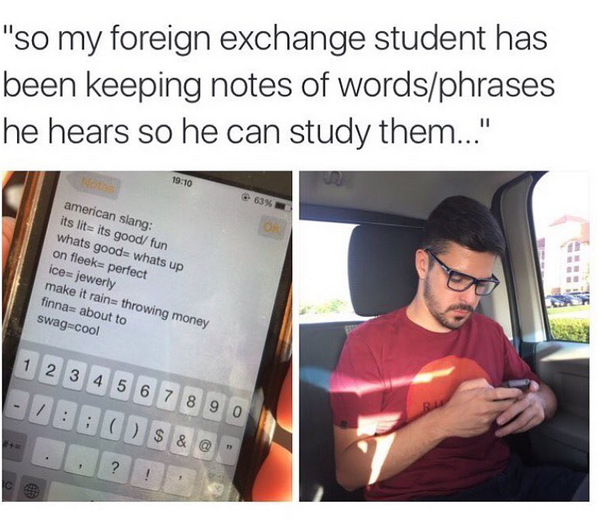 "so my foreign exchange student has
been keeping notes of words/phrases
he hears so he can study them..."
19:10
63%
Notes
OK
american slang:
its lit= its good/ fun
whats good= whats up
on fleek= perfect
ice= jewerly
make it rain= throwing money
finna= about to
swag=cool
1 2 3 4 5 6 7 8 9 0
- / : ; ( ) $ & @ "
#+= . , ? ! '